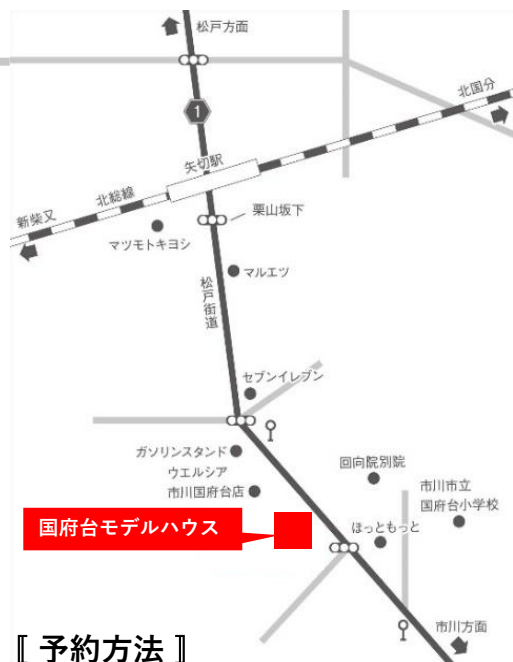 松戸方面
1
北国分
矢切駅
北総線
新柴又
栗山坂下
マツモトキヨシ
マルエツ
松戸街道
セブンイレブン
ガソリンスタンド
ウエルシア
市川国府台店
回向院別院
市川市立
国府台小学校
国府台モデルハウス
ほっともっと
市川方面
〚 予約方法 〛